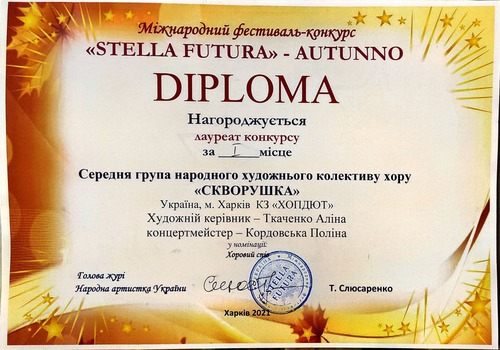 Міжнародний фестиваль-конкурс
«STELLA FUTURA» - AUTUNNO
DIPLOMA
Нагороджується
лауреат конкурсу
за I місце
Середня група народного художнього колективу хору
«СКВОРУШКА»
Україна, м. Харків КЗ «ХОПДЮТ»
Художній керівник – Ткаченко Аліна
концертмейстер – Кордовська Поліна
у номінації:
Хоровий спів
STELLA
FUTURA
Голова журі
Народна артистка України
Т. Слюсаренко
Харків 2021